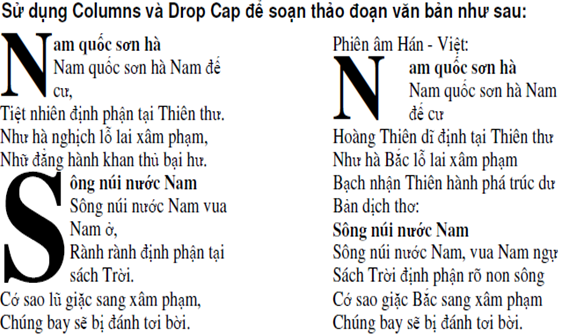 Sử dụng Columns và Drop Cap để soạn thảo đoạn văn bản như sau:
Nam quốc sơn hà
Nam quốc sơn hà Nam đế
cư,
Tiệt nhiên định phận tại Thiên thư.
Như hà nghịch lỗ lai xâm phạm,
Nhữ đẳng hành khan thủ bại hư.
Sông núi nước Nam
Sông núi nước Nam vua
Nam ở,
Rành rành định phận tại
sách Trời.
Cớ sao lũ giặc sang xâm phạm,
Chúng bay sẽ bị đánh tơi bời.
Phiên âm Hán - Việt:
Nam quốc sơn hà
Nam quốc sơn hà Nam
đế cư
Hoàng Thiên dĩ định tại Thiên thư
Như hà Bắc lỗ lai xâm phạm
Bạch nhận Thiên hành phá trúc dư
Bản dịch thơ:
Sông núi nước Nam
Sông núi nước Nam, vua Nam ngự
Sách Trời định phận rõ non sông
Cớ sao giặc Bắc sang xâm phạm
Chúng bay sẽ bị đánh tơi bời.